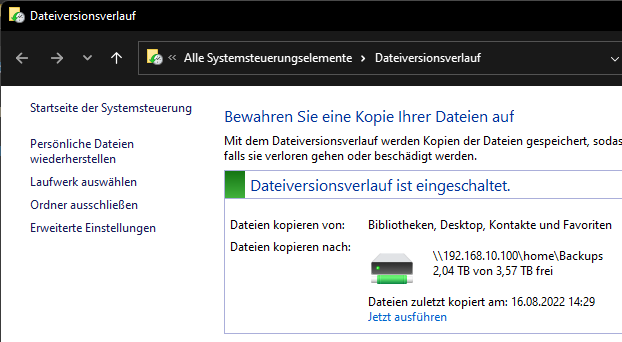 Dateiversionsverlauf
Alle Systemsteuerungselemente > Dateiversionsverlauf
Startseite der Systemsteuerung
Persönliche Dateien
wiederherstellen
Laufwerk auswählen
Ordner ausschließen
Erweiterte Einstellungen
Bewahren Sie eine Kopie Ihrer Dateien auf
Mit dem Dateiversionsverlauf werden Kopien der Dateien gespeichert, sodas
falls sie verloren gehen oder beschädigt werden.
Dateiversionsverlauf ist eingeschaltet.
Dateien kopieren von: Bibliotheken, Desktop, Kontakte und Favoriten
Dateien kopieren nach:
\\192.168.10.100\home\Backups
2,04 TB von 3,57 TB frei
Dateien zuletzt kopiert am: 16.08.2022 14:29
Jetzt ausführen